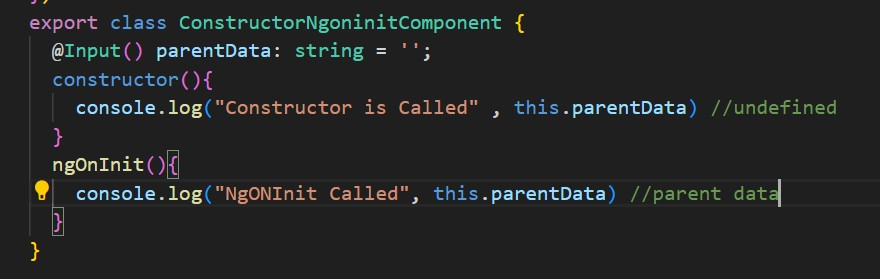 export class ConstructorNgoninitComponent {
@Input() parentData: string = '';
constructor(){
console.log("Constructor is Called" , this.parentData) //undefined
}
ngOnInit(){
console.log("NgONInit Called", this.parentData) //parent data
}
}